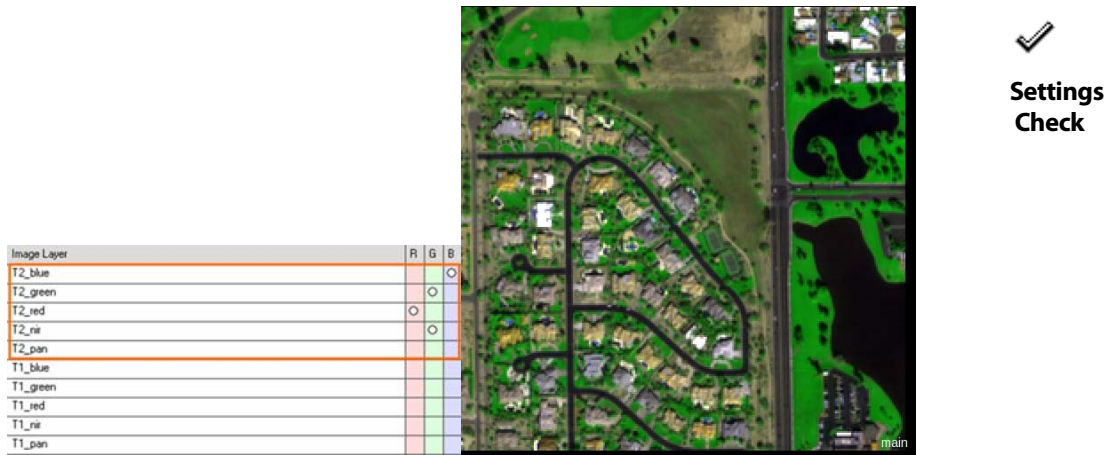 Settings
Check
Image Layer R G B
T2_blue
T2_green
T2_red
T2_nir
T2_pan
T1_blue
T1_green
T1_red
T1_nir
T1_pan
main